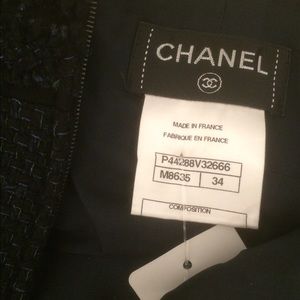 CHANEL
MADE IN FRANCE
FABRIQUE EN FRANCE
P44288V32666
M8635 34
COMPOSITION